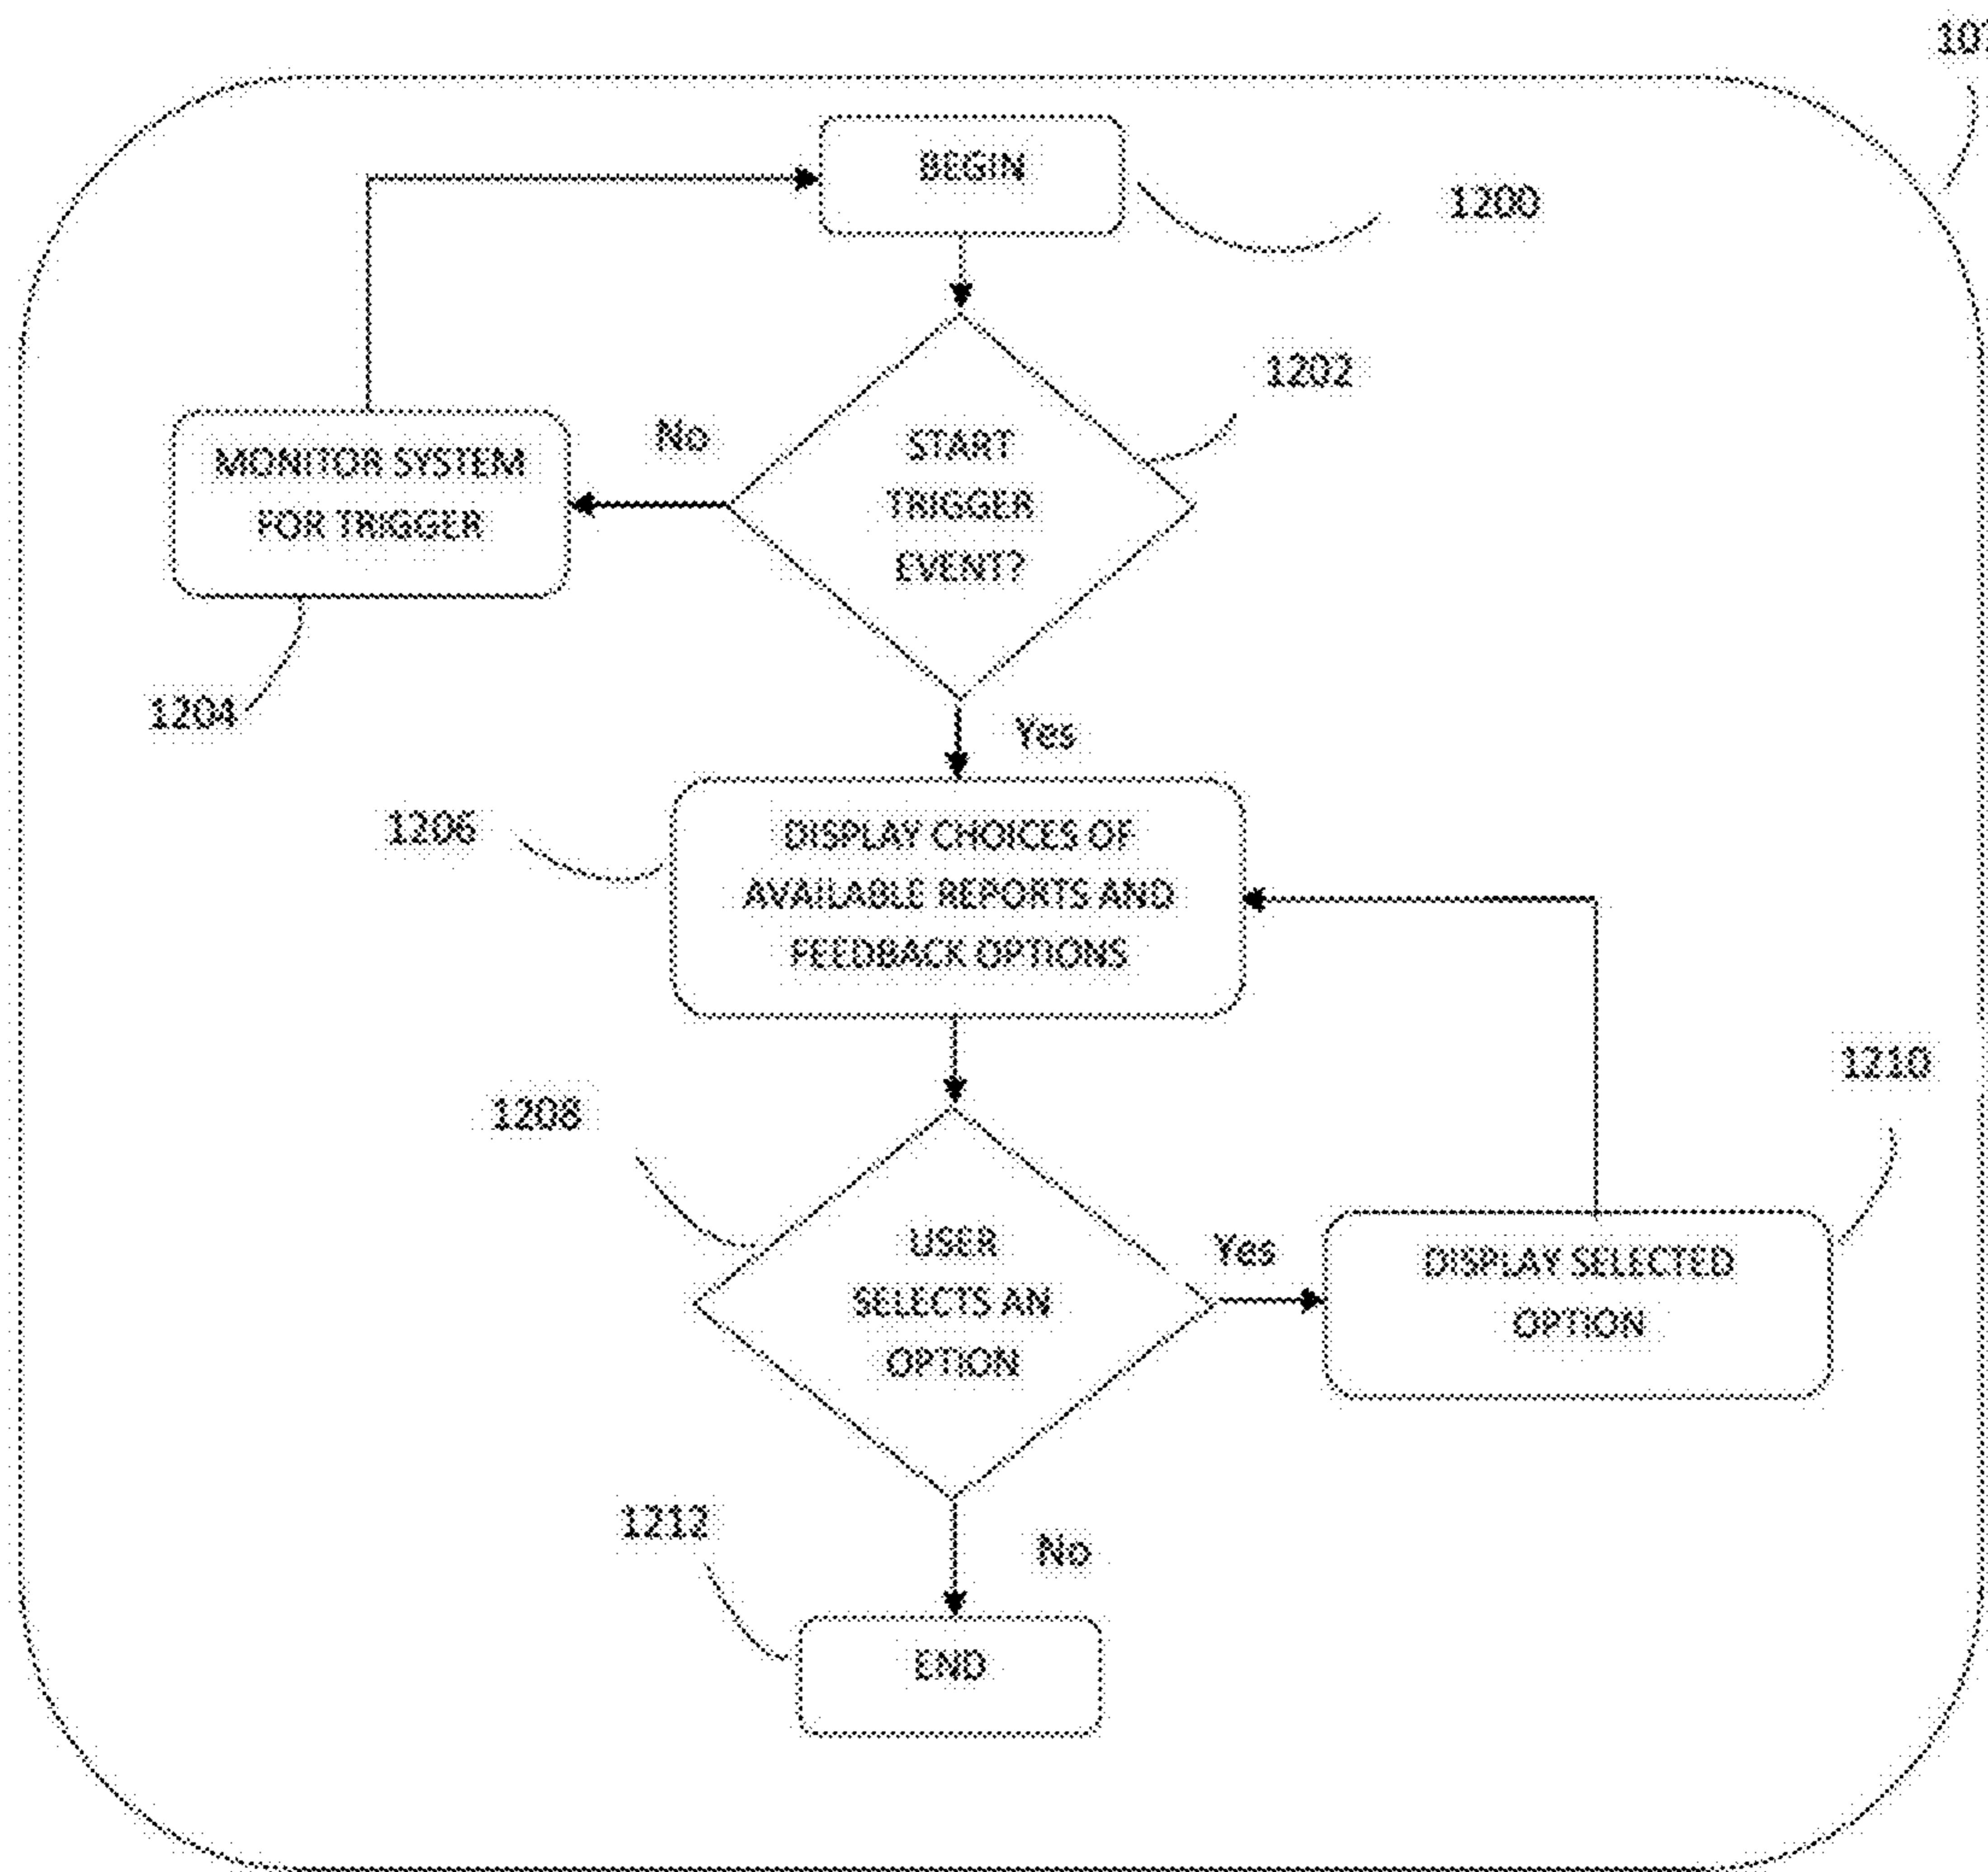 BEGIN
1200
1202
START
TRIGGER
EVENT?
No
MONITOR SYSTEM
FOR TRIGGER
1204
Yes
1206
DISPLAY CHOICES OF
AVAILABLE REPORTS AND
FEEDBACK OPTIONS
1208
1210
USER
SELECTS AN
OPTION
Yes
DISPLAY SELECTED
OPTION
1212
No
END